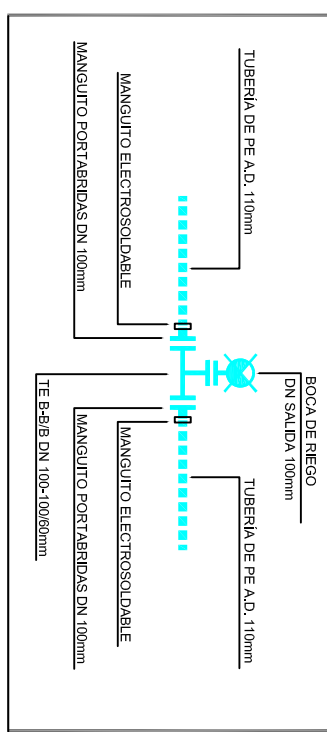 BOCA DE RIEGO
DN SALIDA 100mm
TUBERÍA DE PE A.D. 110mm
TUBERÍA DE PE A.D. 110mm
MANGUITO ELECTROSOLDABLE
MANGUITO PORTABRIDAS DN 100mm
TE B-B/B DN 100-100/60mm
MANGUITO PORTABRIDAS DN 100mm
MANGUITO ELECTROSOLDABLE